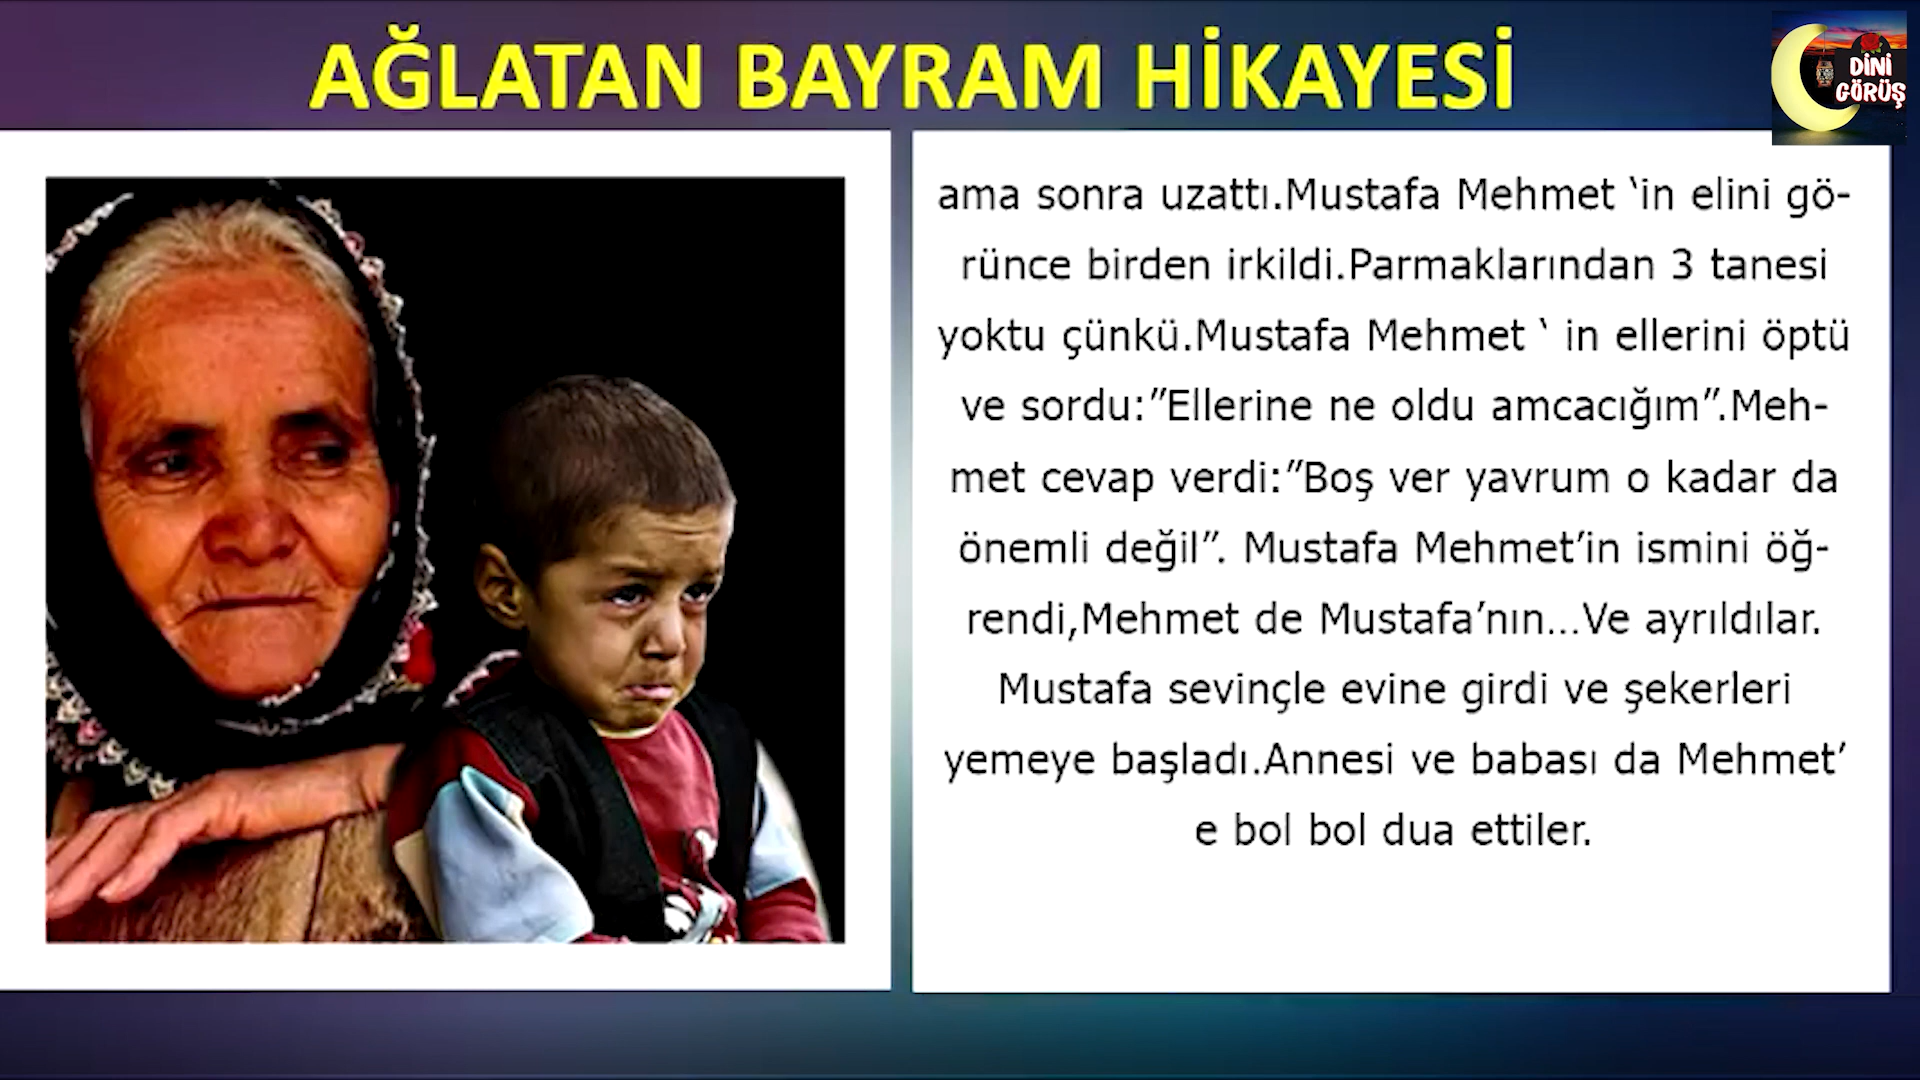 AĞLATAN BAYRAM HİKAYESİ
DİNİ
GÖRÜŞ
ama sonra uzattı.Mustafa Mehmet ‛in elini gö-
rünce birden irkildi.Parmaklarından 3 tanesi
yoktu çünkü.Mustafa Mehmet ‛ in ellerini öptü
ve sordu:”Ellerine ne oldu amcacığım”.Meh-
met cevap verdi:”Boş ver yavrum o kadar da
önemli değil”. Mustafa Mehmet’in ismini öğ-
rendi,Mehmet de Mustafa’nın...Ve ayrıldılar.
Mustafa sevinçle evine girdi ve şekerleri
yemeye başladı.Annesi ve babası da Mehmet’
e bol bol dua ettiler.